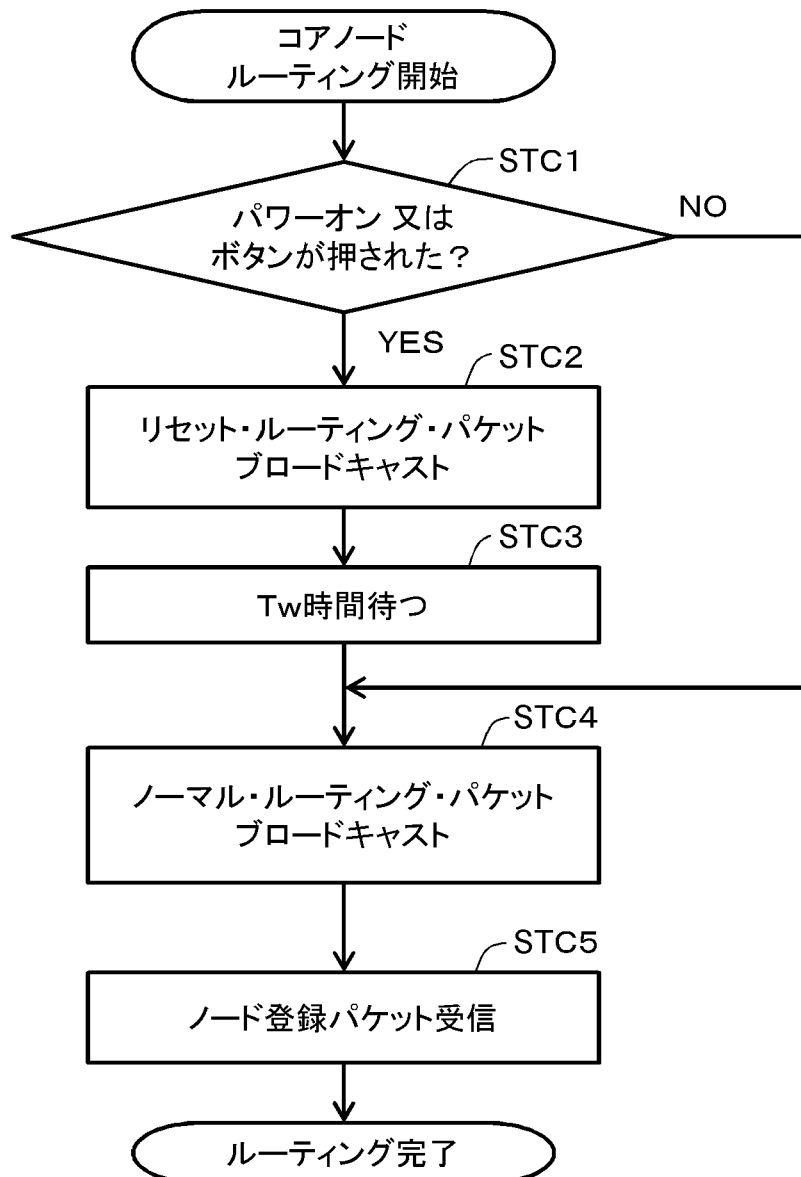 コアノード
ルーティング開始
STC1
パワーオン 又は
ボタンが押された？
NO
YES
STC2
リセット・ルーティング・パケット
ブロードキャスト
STC3
Tw時間待つ
STC4
ノーマル・ルーティング・パケット
ブロードキャスト
STC5
ノード登録パケット受信
ルーティング完了